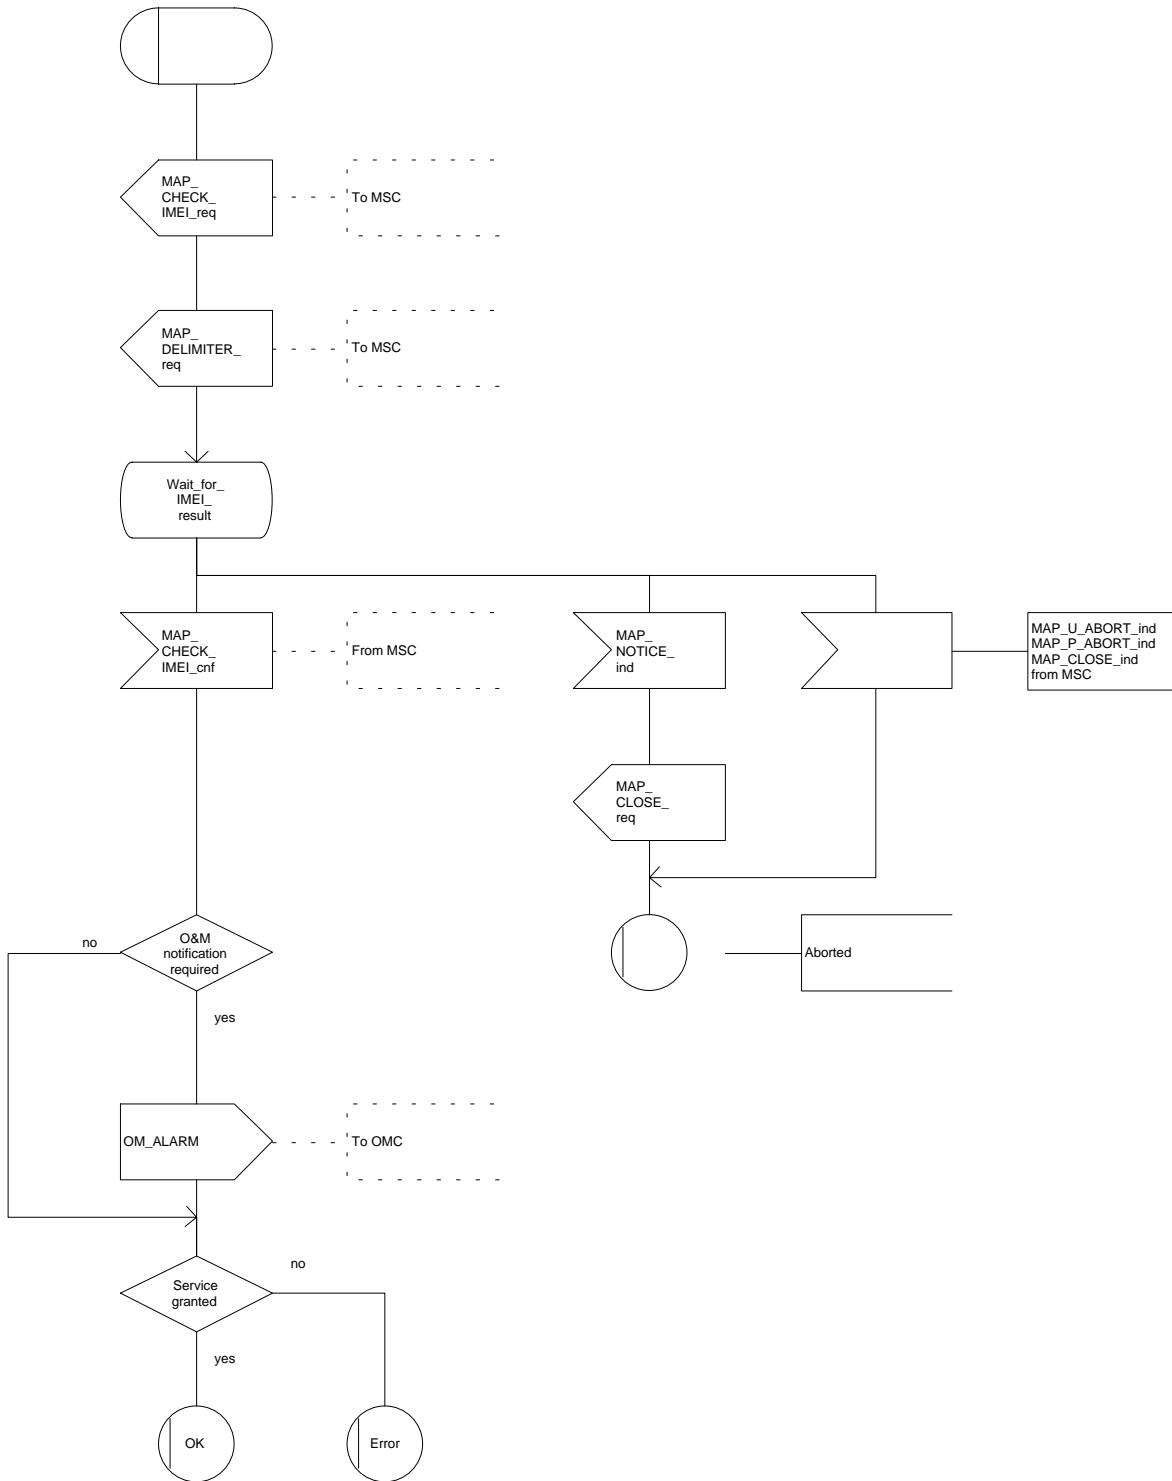 MAP_
CHECK_
IMEI_req
To MSC
MAP_
DELIMITER_
req
To MSC
Wait_for_
IMEI_
result
MAP_
CHECK_
IMEI_cnf
From MSC
MAP_
NOTICE_
ind
MAP_U_ABORT_ind
MAP_P_ABORT_ind
MAP_CLOSE_ind
from MSC
MAP_
CLOSE_
req
no
O&M
notification
required
Aborted
yes
OM_ALARM
To OMC
no
Service
granted
yes
OK
Error